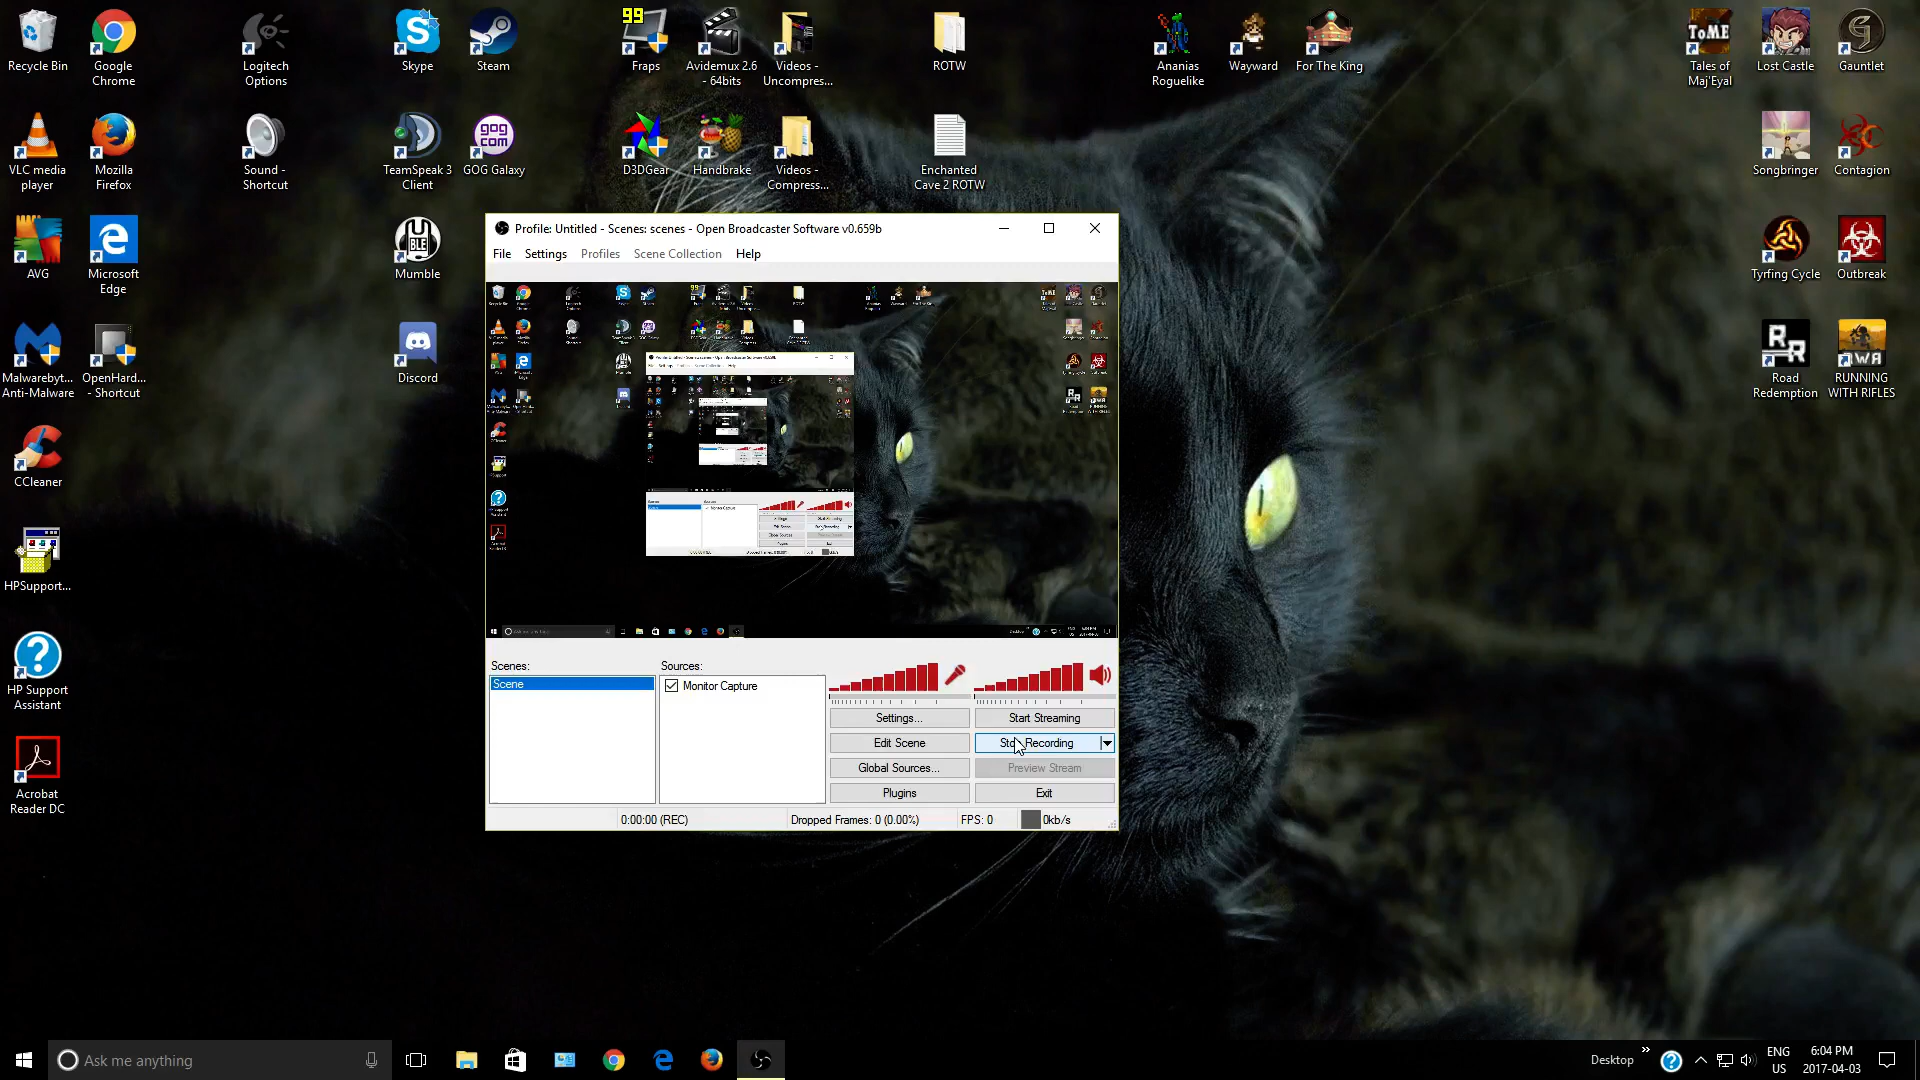 Recycle Bin
Google
Chrome
Logitech
Options
Skype
Steam
99
Fraps
Avidemux 2.6
- 64bits
Videos -
Uncompres...
ROTW
Ananias
Roguelike
Wayward
For The King
ToME
Tales of
Maj'Eyal
Lost Castle
Gauntlet
VLC media
player
Mozilla
Firefox
Sound -
Shortcut
TeamSpeak 3
Client
gog
com
GOG Galaxy
D3DGear
Handbrake
Videos -
Compress...
Enchanted
Cave 2 ROTW
Songbringer
Contagion
AVG
Microsoft
Edge
Mumble
Tyrfing Cycle
Outbreak
Malwarebyt...
Anti-Malware
OpenHard...
- Shortcut
Discord
Road
Redemption
RWA
RUNNING
WITH RIFLES
CCleaner
HPSupport...
HP Support
Assistant
Acrobat
Reader DC
Profile: Untitled - Scenes: scenes - Open Broadcaster Software v0.659b
File Settings Profiles Scene Collection Help
Scenes:
Scene
Sources:
Monitor Capture
Settings...
Start Streaming
Edit Scene
Stop Recording
Global Sources...
Preview Stream
Plugins
Exit
0:00:00 (REC)
Dropped Frames: 0 (0.00%)
FPS: 0
0kb/s
Ask me anything
Desktop
ENG
US
6:04 PM
2017-04-03